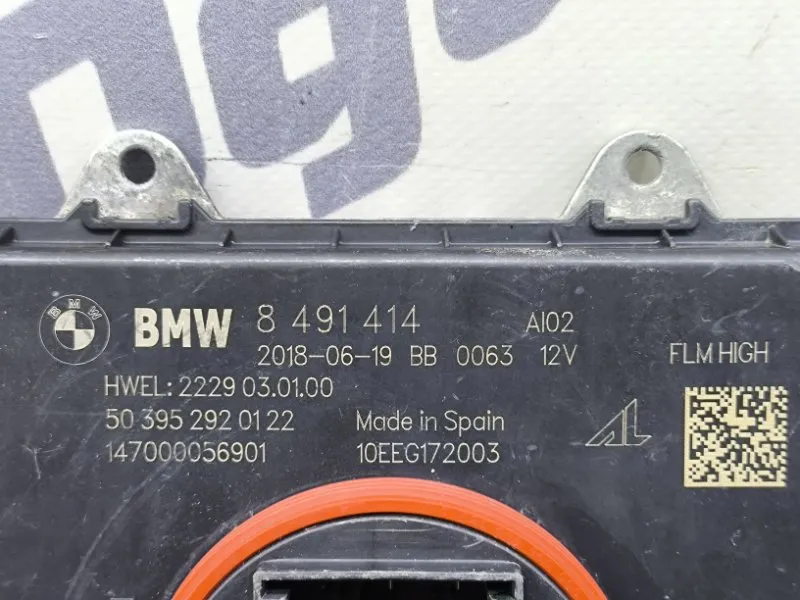 BMW
BMW 8 491 414 AI02
2018-06-19 BB 0063 12V FLM HIGH
HWEL: 2229 03.01.00
50 395 292 01 22 Made in Spain
147000056901 10EEG172003
AL